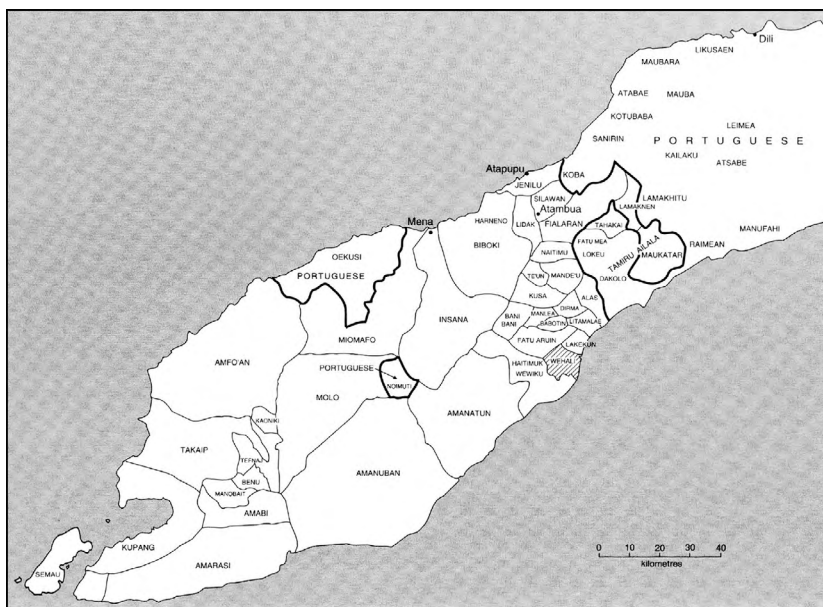 LIKUSAEN
Dili
MAUBARA
ATABAE
MAUBA
KOTUBABA
LEIMEA
SANIRIN
PORTUGUESE
KAILAKU
ATSABE
Atapupu
KOBA
JENILU
SILAWAN
LAMAKHITU
LAMAKNEN
Atambua
Mena
HARNENO
LIDAK
FIALARAN
TAHAKAI
MANUFAHI
BIBOKI
FATU MEA
RAIMEAN
NAITIMU
LOKEU
TAMIRU AILALA
MAUKATAR
OEKUSI
PORTUGUESE
TE'UN
MANDE'U
DAKOLO
KUSA
ALAS
INSANA
BANI
BANI
MANLEA
DIRMA
BABOTIN
LITAMALAE
MIOMAFO
FATU ARUIN
LAKEKUN
AMFO'AN
PORTUGUESE
HAITIMUK
WEHALI
NOIMUTI
WEWIKU
MOLO
AMANATUN
KAONIKI
TAKAIP
TEFNAI
AMANUBAN
BENU
MANOBAIT
AMABI
KUPANG
0 10 20 30 40
kilometres
SEMAU
AMARASI